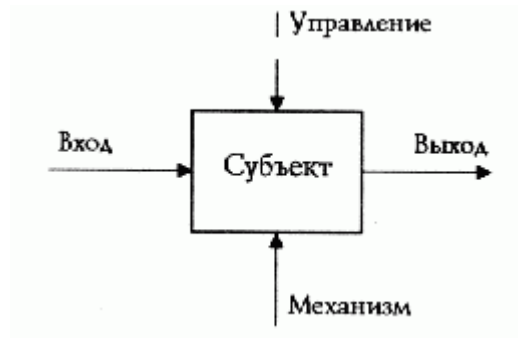 Управление
Вход
Субъект
Выход
Механизм